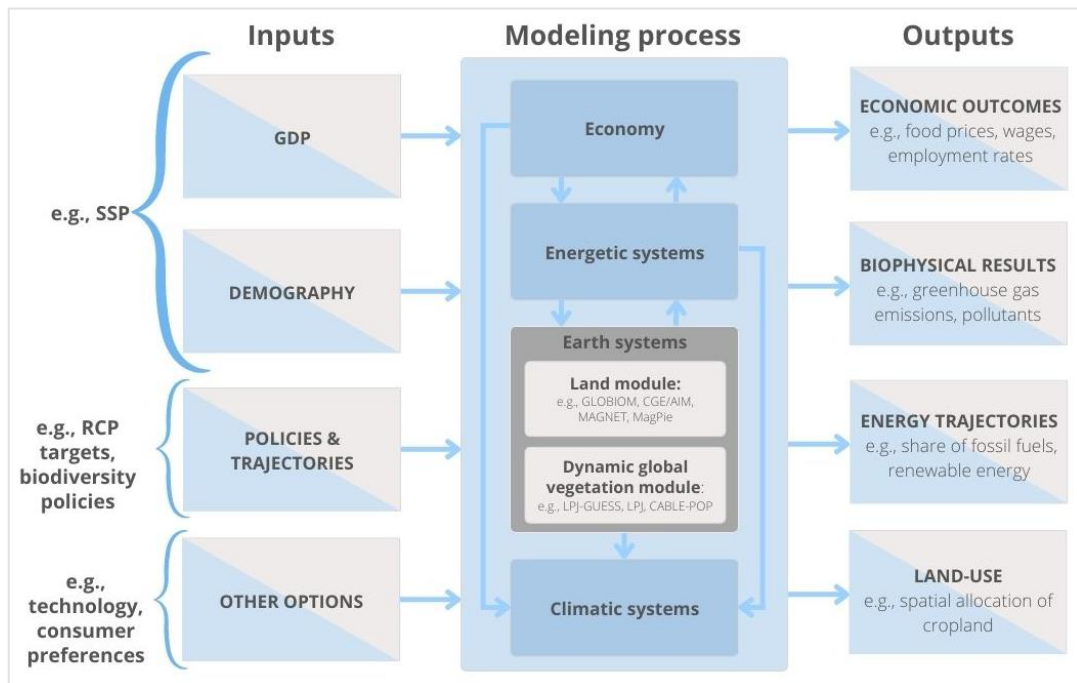 Inputs
Modeling process
Outputs
e.g., SSP
GDP
DEMOGRAPHY
e.g., RCP
targets,
biodiversity
policies
POLICIES &
TRAJECTORIES
e.g.,
technology,
consumer
preferences
OTHER OPTIONS
Economy
Energetic systems
Earth systems
Land module:
e.g., GLOBIOM, CGE/AIM,
MAGNET, MagPie
Dynamic global
vegetation module:
e.g., LPJ-GUESS, LPJ, CABLE-POP
Climatic systems
ECONOMIC OUTCOMES
e.g., food prices, wages,
employment rates
BIOPHYSICAL RESULTS
e.g., greenhouse gas
emissions, pollutants
ENERGY TRAJECTORIES
e.g., share of fossil fuels,
renewable energy
LAND-USE
e.g., spatial allocation of
cropland